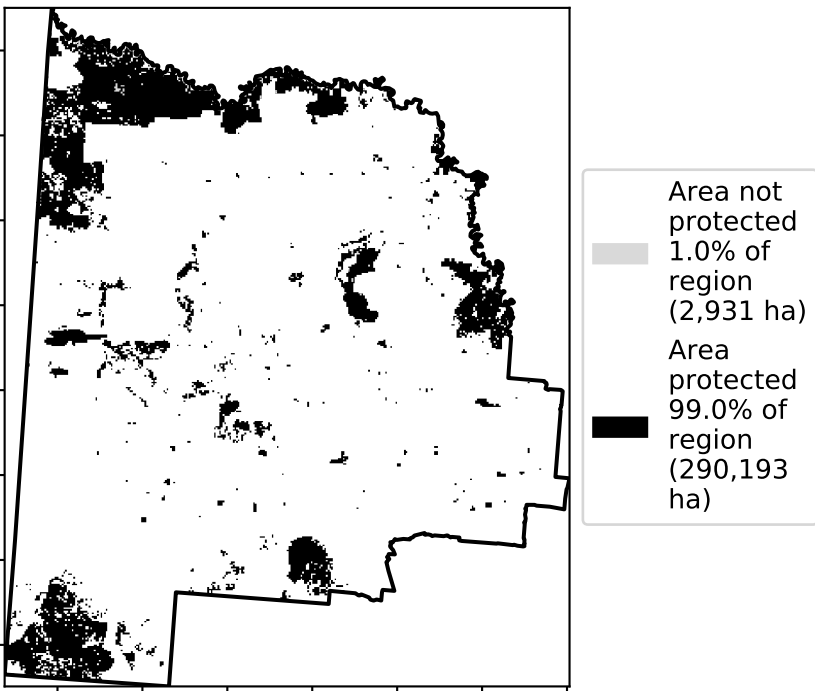 Area not
protected
1.0% of
region
(2,931 ha)
Area
protected
99.0% of
region
(290,193
ha)